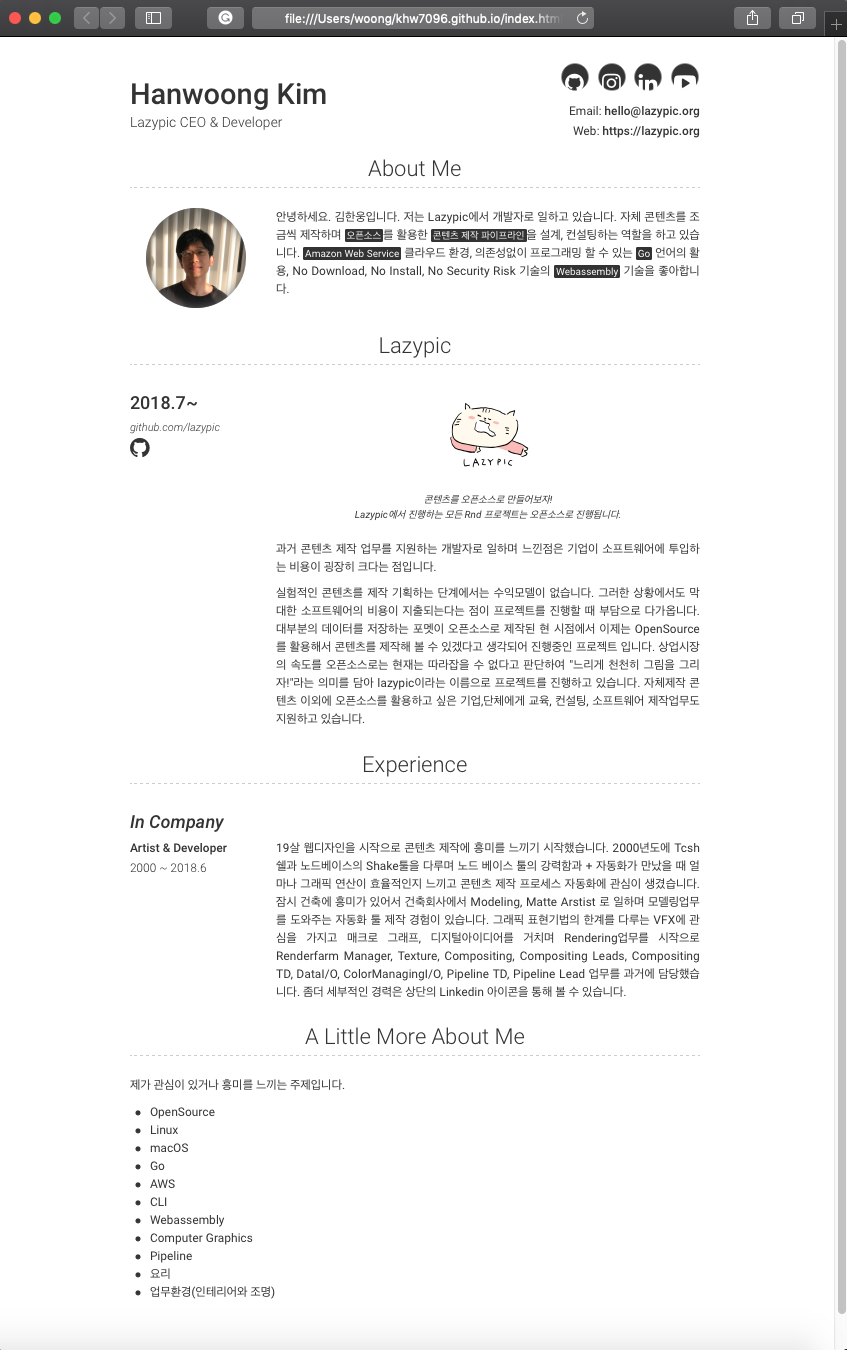 file:///Users/woong/khw7096.github.io/index.htm
Hanwoong Kim
Lazypic CEO & Developer
Email: hello@lazypic.org
Web: https://lazypic.org
About Me
안녕하세요. 김한웅입니다. 저는 Lazypic에서 개발자로 일하고 있습니다. 자체 콘텐츠를 조
금씩 제작하며 오픈소스를 활용한 콘텐츠 제작 파이프라인을 설계, 컨설팅하는 역할을 하고 있습
니다. Amazon Web Service 클라우드 환경, 의존성없이 프로그래밍 할 수 있는 Go 언어의 활
용, No Download, No Install, No Security Risk 기술의 Webassembly 기술을 좋아합니
다.
Lazypic
2018.7~
github.com/lazypic
LAZYPIC
콘텐츠를 오픈소스로 만들어보자!
Lazypic에서 진행하는 모든 Rnd 프로젝트는 오픈소스로 진행됩니다.
과거 콘텐츠 제작 업무를 지원하는 개발자로 일하며 느낀점은 기업이 소프트웨어에 투입하
는 비용이 굉장히 크다는 점입니다.
실험적인 콘텐츠를 제작 기획하는 단계에서는 수익모델이 없습니다. 그러한 상황에서도 막
대한 소프트웨어의 비용이 지출되는다는 점이 프로젝트를 진행할 때 부담으로 다가옵니다.
대부분의 데이터를 저장하는 포멧이 오픈소스로 제작된 현 시점에서 이제는 OpenSource
를 활용해서 콘텐츠를 제작해 볼 수 있겠다고 생각되어 진행중인 프로젝트 입니다. 상업시장
의 속도를 오픈소스로는 현재는 따라잡을 수 없다고 판단하여 "느리게 천천히 그림을 그리
자!"라는 의미를 담아 lazypic이라는 이름으로 프로젝트를 진행하고 있습니다. 자체제작 콘
텐츠 이외에 오픈소스를 활용하고 싶은 기업,단체에게 교육, 컨설팅, 소프트웨어 제작업무도
지원하고 있습니다.
Experience
In Company
Artist & Developer
2000 ~ 2018.6
19살 웹디자인을 시작으로 콘텐츠 제작에 흥미를 느끼기 시작했습니다. 2000년도에 Tcsh
쉘과 노드베이스의 Shake툴을 다루며 노드 베이스 툴의 강력함과 + 자동화가 만났을 때 얼
마나 그래픽 연산이 효율적인지 느끼고 콘텐츠 제작 프로세스 자동화에 관심이 생겼습니다.
잠시 건축에 흥미가 있어서 건축회사에서 Modeling, Matte Arstist 로 일하며 모델링업무
를 도와주는 자동화 툴 제작 경험이 있습니다. 그래픽 표현기법의 한계를 다루는 VFX에 관
심을 가지고 매크로 그래프, 디지털아이디어를 거치며 Rendering업무를 시작으로
Renderfarm Manager, Texture, Compositing, Compositing Leads, Compositing
TD, DataI/O, ColorManagingI/O, Pipeline TD, Pipeline Lead 업무를 과거에 담당했습
니다. 좀더 세부적인 경력은 상단의 Linkedin 아이콘을 통해 볼 수 있습니다.
A Little More About Me
제가 관심이 있거나 흥미를 느끼는 주제입니다.
● OpenSource
● Linux
● macOS
● Go
● AWS
● CLI
● Webassembly
● Computer Graphics
● Pipeline
● 요리
● 업무환경(인테리어와 조명)